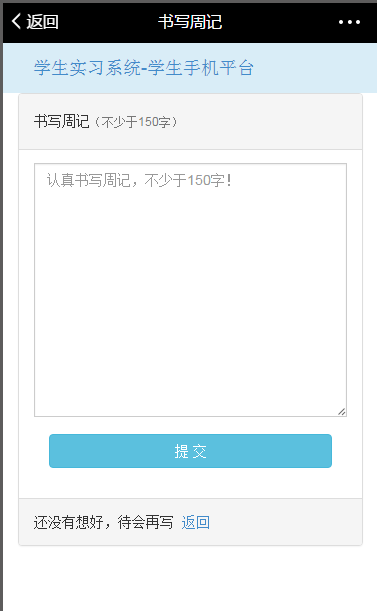 返回 书写周记
学生实习系统-学生手机平台
书写周记（不少于150字）
认真书写周记，不少于150字！
提 交
还没有想好，待会再写 返回